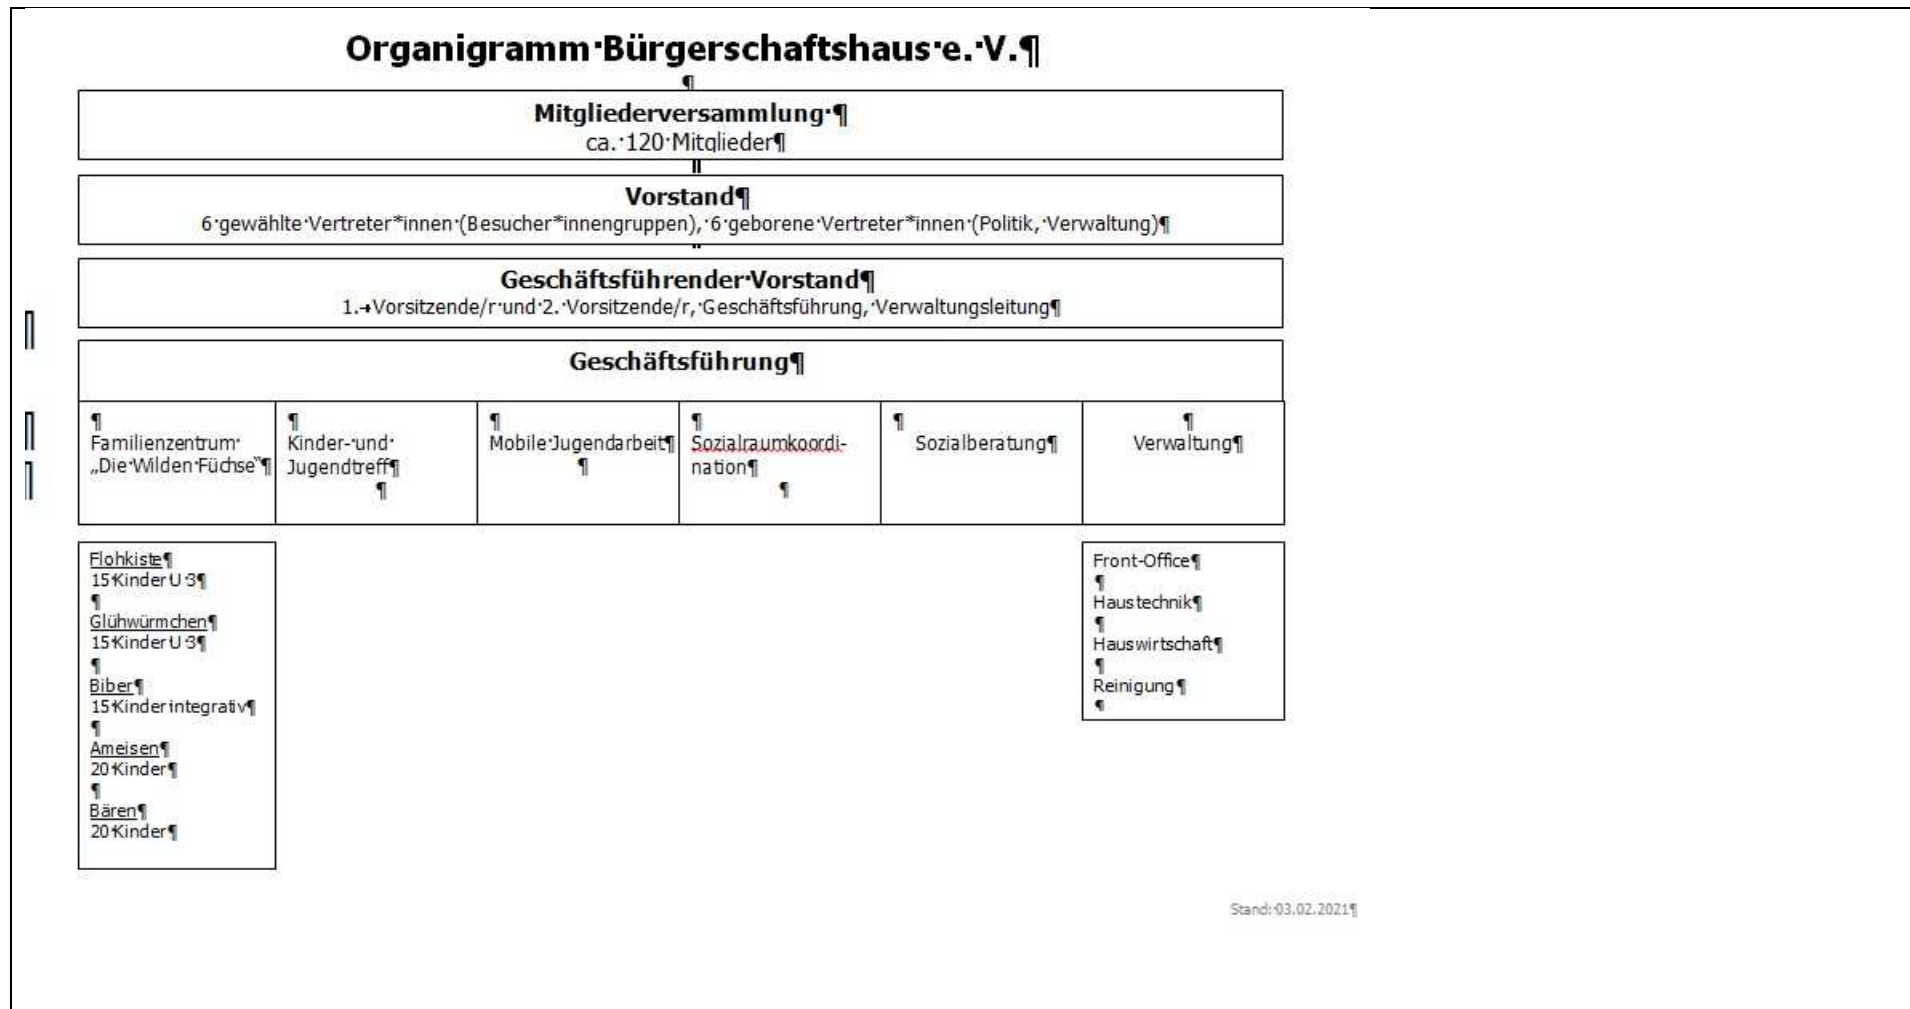 Organigramm·Bürgerschaftshaus·e.·V.¶
¶
Mitgliederversammlung·¶
ca.·120·Mitglieder¶
Vorstand¶
6·gewählte·Vertreter*innen·(Besucher*innengruppen),·6·geborene·Vertreter*innen·(Politik,·Verwaltung)¶
Geschäftsführender·Vorstand¶
1.→Vorsitzende/r·und·2.·Vorsitzende/r,·Geschäftsführung,·Verwaltungsleitung¶
Geschäftsführung¶
¶
Familienzentrum·
„Die·Wilden·Füchse“¶
¶
Kinder-·und·
Jugendtreff¶
¶
¶
Mobile·Jugendarbeit¶
¶
¶
Sozialraumkoordi-
nation¶
¶
¶
Sozialberatung¶
¶
Verwaltung¶
Flohkiste¶
15·Kinder·U·3¶
¶
Glühwürmchen¶
15·Kinder·U·3¶
¶
Biber¶
15·Kinder·integrativ¶
¶
Ameisen¶
20·Kinder¶
¶
Bären¶
20·Kinder¶
Front-Office¶
¶
Haustechnik¶
¶
Hauswirtschaft¶
¶
Reinigung¶
¶
Stand:·03.02.2021¶